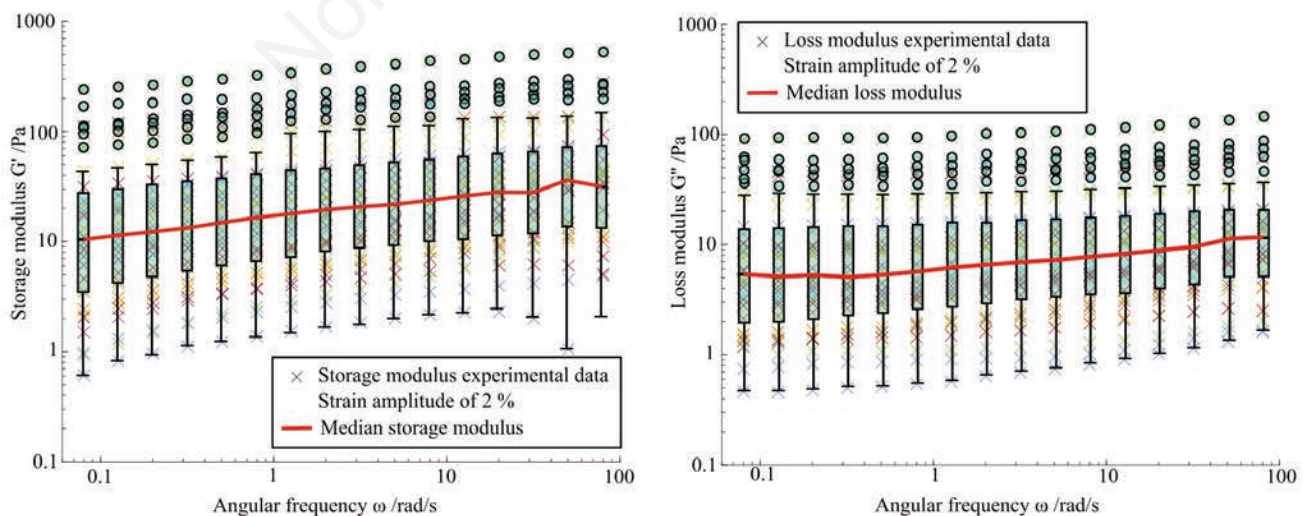 1000
100
10
1
0.1
Storage modulus G' /Pa
Storage modulus experimental data
Strain amplitude of 2 %
Median storage modulus
0.1
1
10
100
Angular frequency ω /rad/s
1000
100
10
1
0.1
Loss modulus G" /Pa
Loss modulus experimental data
Strain amplitude of 2 %
Median loss modulus
0.1
1
10
100
Angular frequency ω /rad/s